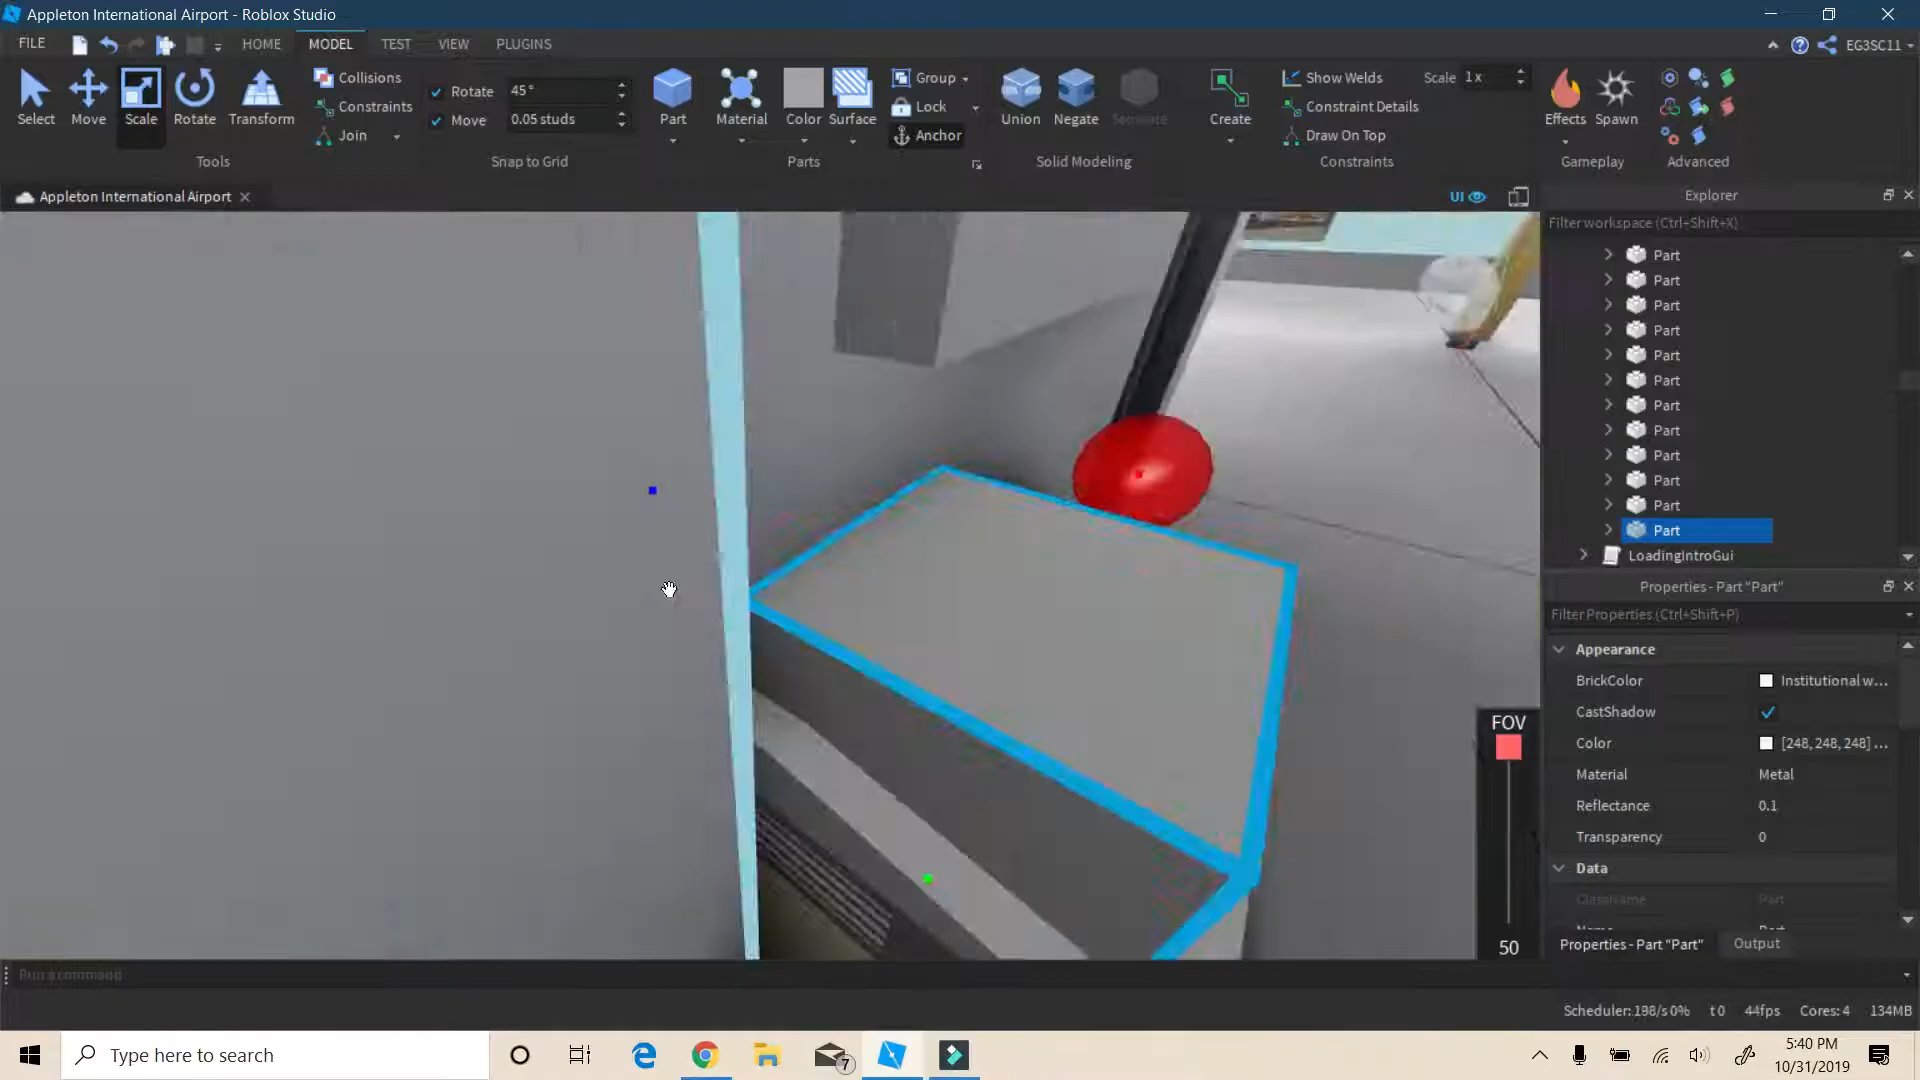 Appleton International Airport - Roblox Studio
FILE HOME MODEL TEST VIEW PLUGINS EG3SC11
Select Move Scale Rotate Transform
Tools
Collisions
Constraints
Join
Rotate 45°
Move 0.05 studs
Snap to Grid
Part Material Color Surface
Group
Lock
Anchor
Parts
Union Negate Separate
Solid Modeling
Create
Show Welds Scale 1 x
Constraint Details
Draw On Top
Constraints
Effects Spawn
Gameplay
Advanced
Appleton International Airport
UI
Explorer
Filter workspace (Ctrl+Shift+X)
Part
Part
Part
Part
Part
Part
Part
Part
Part
Part
Part
Part
LoadingIntroGui
Properties - Part "Part"
Filter Properties (Ctrl+Shift+P)
Appearance
BrickColor Institutional w...
CastShadow
Color [248, 248, 248] ...
Material Metal
Reflectance 0.1
Transparency 0
Data
ClassName Part
Name Part
Properties - Part "Part" Output
FOV
50
Run a command
Scheduler: 198/s 0% t 0 44fps Cores: 4 134MB
Type here to search
7
5:40 PM
10/31/2019